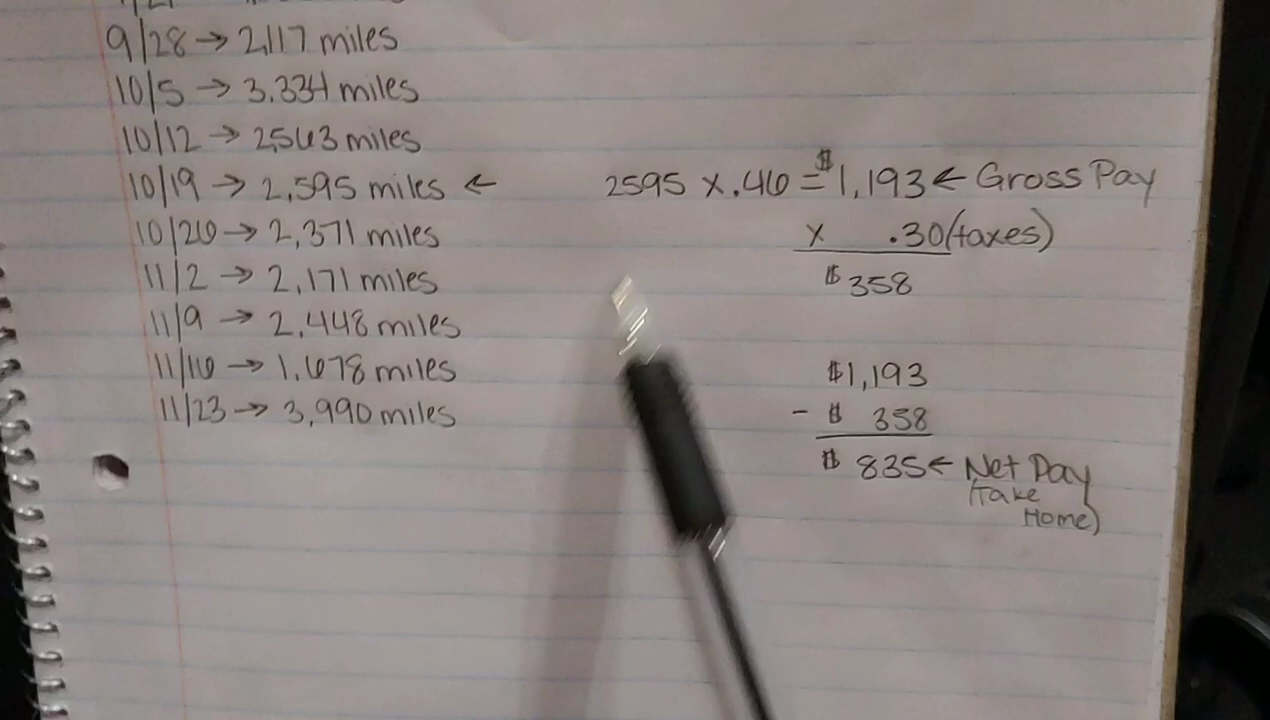 9/28 → 2,117 miles
10/5 → 3,334 miles
10/12 → 2,563 miles
10/19 → 2,595 miles ←
10/26 → 2,371 miles
11/2 → 2,171 miles
11/9 → 2,448 miles
11/16 → 1,678 miles
11/23 → 3,990 miles
2595 x .46 = $1,193 ← Gross Pay
x .30 (taxes)
$358
$1,193
- $ 358
$ 835 ← Net Pay
(Take
Home)